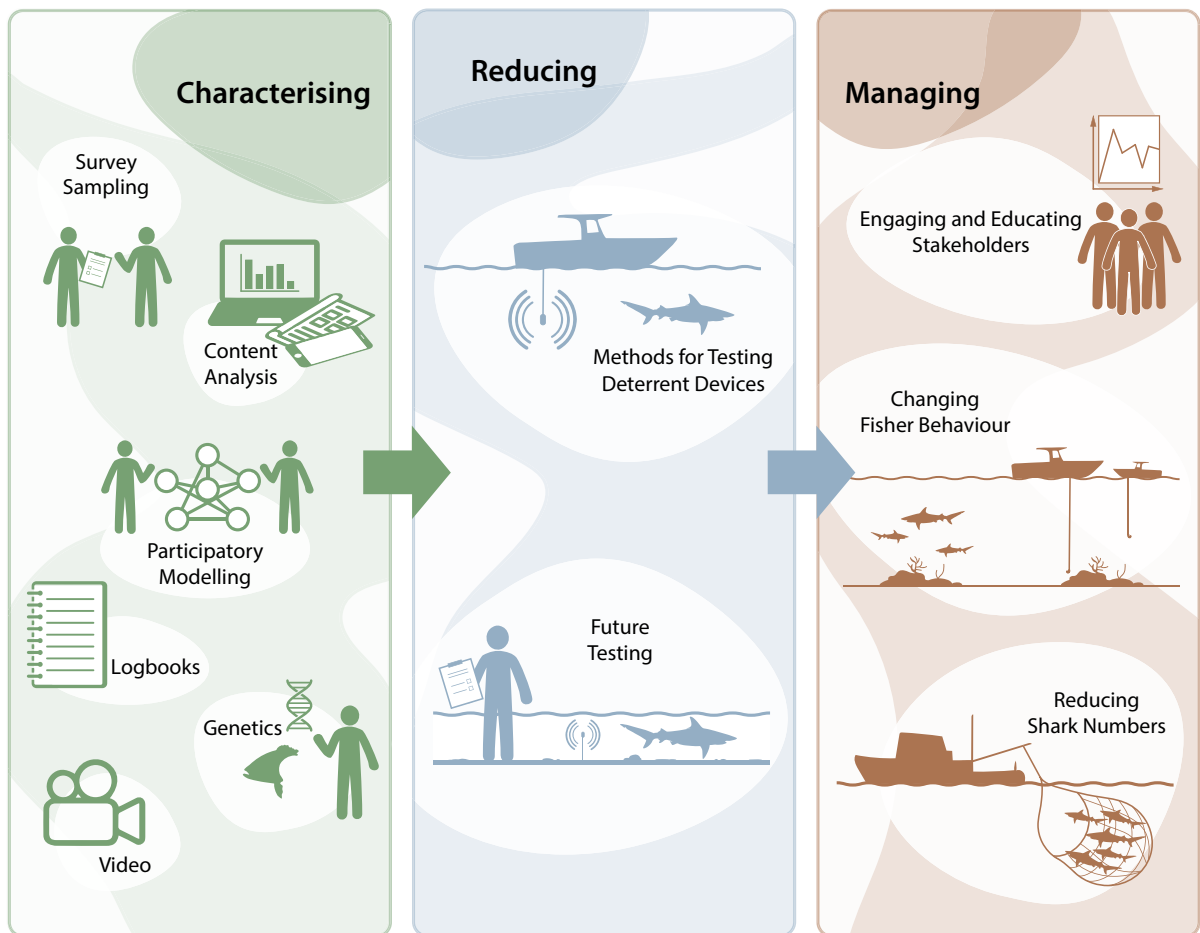 Characterising
Survey
Sampling
Content
Analysis
Participatory
Modelling
Logbooks
Genetics
Video
Reducing
Methods for Testing
Deterrent Devices
Future
Testing
Managing
Engaging and Educating
Stakeholders
Changing
Fisher Behaviour
Reducing
Shark Numbers